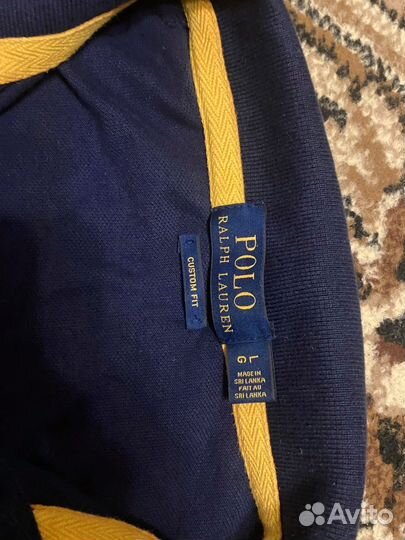 POLO
RALPH LAUREN
CUSTOM FIT
L
G
MADE IN
SRI LANKA
FAIT AU
SRI LANKA
Avito